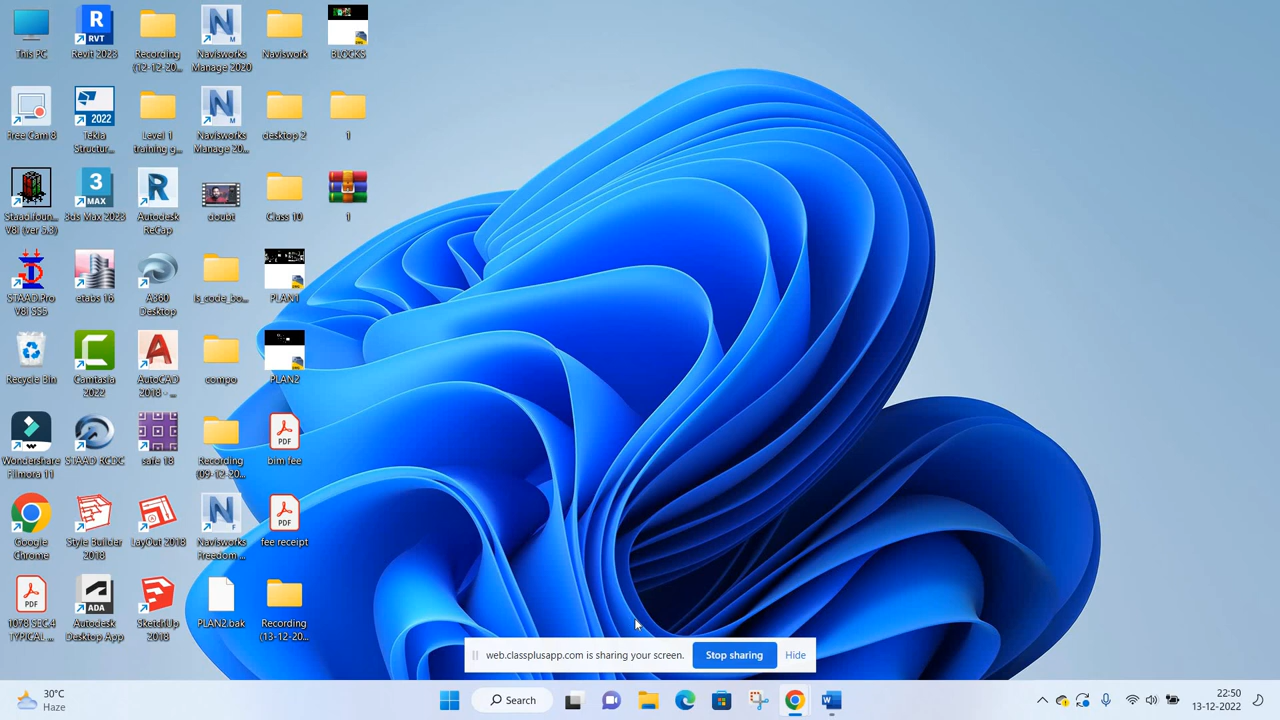 This PC
Revit 2023
Recording
(12-12-20...
Navisworks
Manage 2020
Naviswork
BLOCKS
Free Cam 8
Tekla
Structur...
Level 1
training g...
Navisworks
Manage 20...
desktop 2
1
Staad.foun...
V8I (ver 5.3)
3ds Max 2023
Autodesk
ReCap
doubt
Class 10
1
STAAD.Pro
V8I SS5
etabs 16
A360
Desktop
Is_code_bo...
PLAN1
Recycle Bin
Camtasia
2022
AutoCAD
2018 - ...
compo
PLAN2
Wondershare
Filmora 11
STAAD RCDC
safe 16
Recording
(09-12-20...
bim fee
Google
Chrome
Style Builder
2018
LayOut 2018
Navisworks
Freedom ...
fee receipt
1078 SEC.4
TYPICAL ...
Autodesk
Desktop App
SketchUp
2018
PLAN2.bak
Recording
(13-12-20...
web.classplusapp.com is sharing your screen.
Stop sharing
Hide
30°C
Haze
Search
22:50
13-12-2022